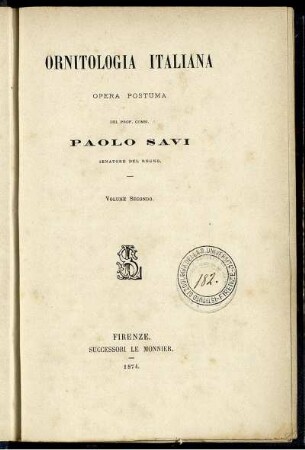 ORNITOLOGIA ITALIANA
OPERA POSTUMA
DEL PROF. COMM.
PAOLO SAVI
SENATORE DEL REGNO.
VOLUME SECONDO.
182.
FIRENZE.
SUCCESSORI LE MONNIER.
1874.